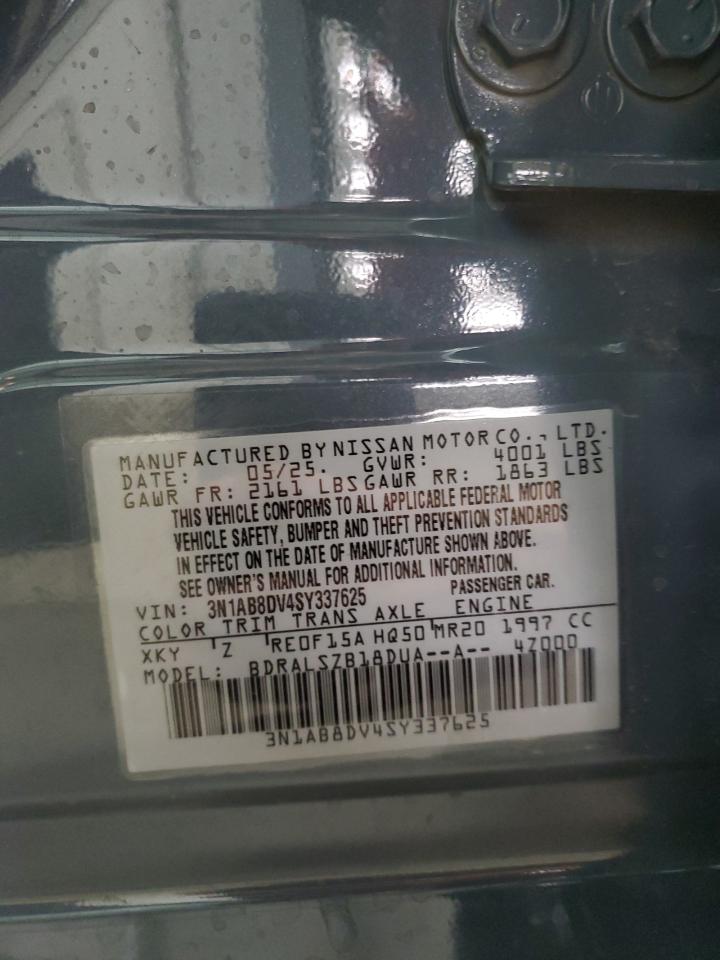 MANUFACTURED BY NISSAN MOTOR CO., LTD.
DATE: 05/25. GVWR: 4001 LBS
GAWR FR: 2161 LBS GAWR RR: 1863 LBS
THIS VEHICLE CONFORMS TO ALL APPLICABLE FEDERAL MOTOR
VEHICLE SAFETY, BUMPER AND THEFT PREVENTION STANDARDS
IN EFFECT ON THE DATE OF MANUFACTURE SHOWN ABOVE.
SEE OWNER'S MANUAL FOR ADDITIONAL INFORMATION.
VIN: 3N1AB8DV4SY337625 PASSENGER CAR.
COLOR TRIM TRANS AXLE ENGINE
XKY Z RE0F15A HQ50 MR20 1997 CC
MODEL: BDRALSZB18DUA--A-- 4Z000
3N1AB8DV4SY337625